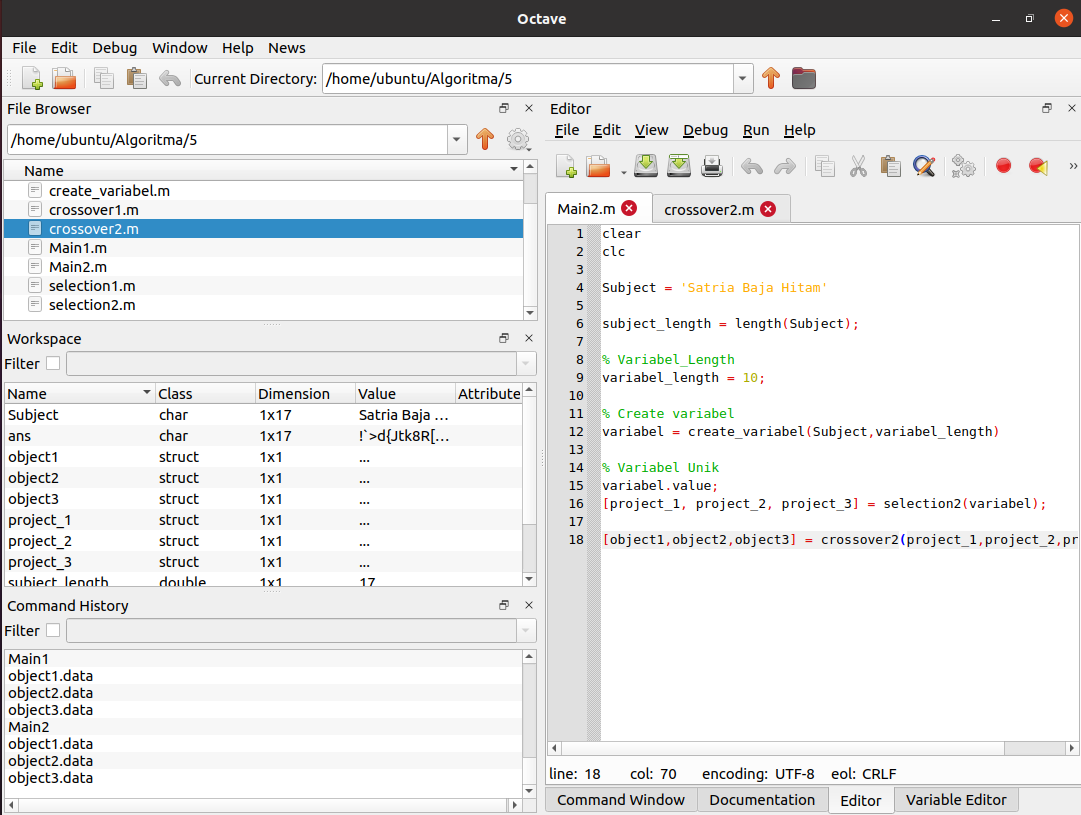 Octave
File Edit Debug Window Help News
Current Directory: /home/ubuntu/Algoritma/5
File Browser
/home/ubuntu/Algoritma/5
Name
create_variabel.m
crossover1.m
crossover2.m
Main1.m
Main2.m
selection1.m
selection2.m
Workspace
Filter
Name Class Dimension Value Attribute
Subject char 1x17 Satria Baja ...
ans char 1x17 !`>d{Jtk8R[...
object1 struct 1x1 ...
object2 struct 1x1 ...
object3 struct 1x1 ...
project_1 struct 1x1 ...
project_2 struct 1x1 ...
project_3 struct 1x1 ...
subject_length double 1x1 17
Command History
Filter
Main1
object1.data
object2.data
object3.data
Main2
object1.data
object2.data
object3.data
Editor
File Edit View Debug Run Help
Main2.m crossover2.m
1 clear
2 clc
3
4 Subject = 'Satria Baja Hitam'
5
6 subject_length = length(Subject);
7
8 % Variabel_Length
9 variabel_length = 10;
10
11 % Create variabel
12 variabel = create_variabel(Subject,variabel_length)
13
14 % Variabel Unik
15 variabel.value;
16 [project_1, project_2, project_3] = selection2(variabel);
17
18 [object1,object2,object3] = crossover2(project_1,project_2,pr
line: 18 col: 70 encoding: UTF-8 eol: CRLF
Command Window Documentation Editor Variable Editor